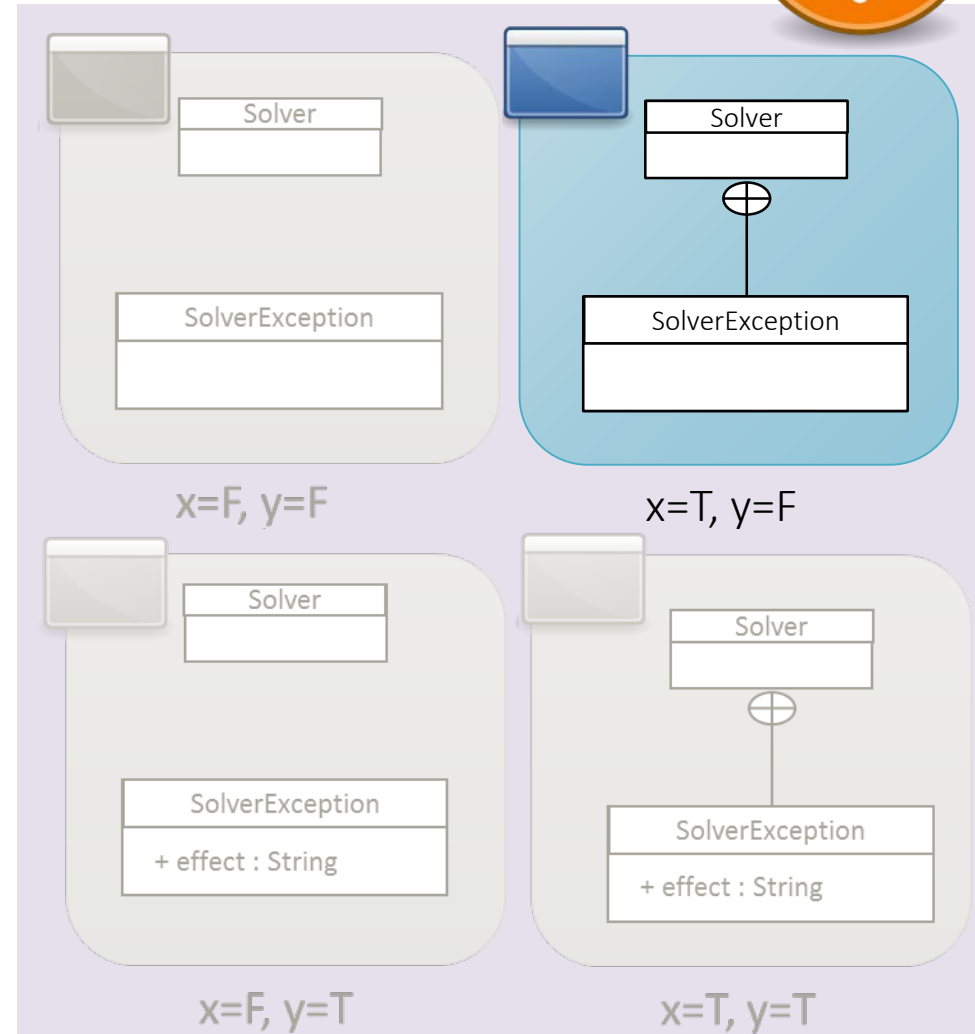 Solver
SolverException
x=F, y=F
Solver
SolverException
x=T, y=F
Solver
SolverException
+ effect : String
x=F, y=T
Solver
SolverException
+ effect : String
x=T, y=T